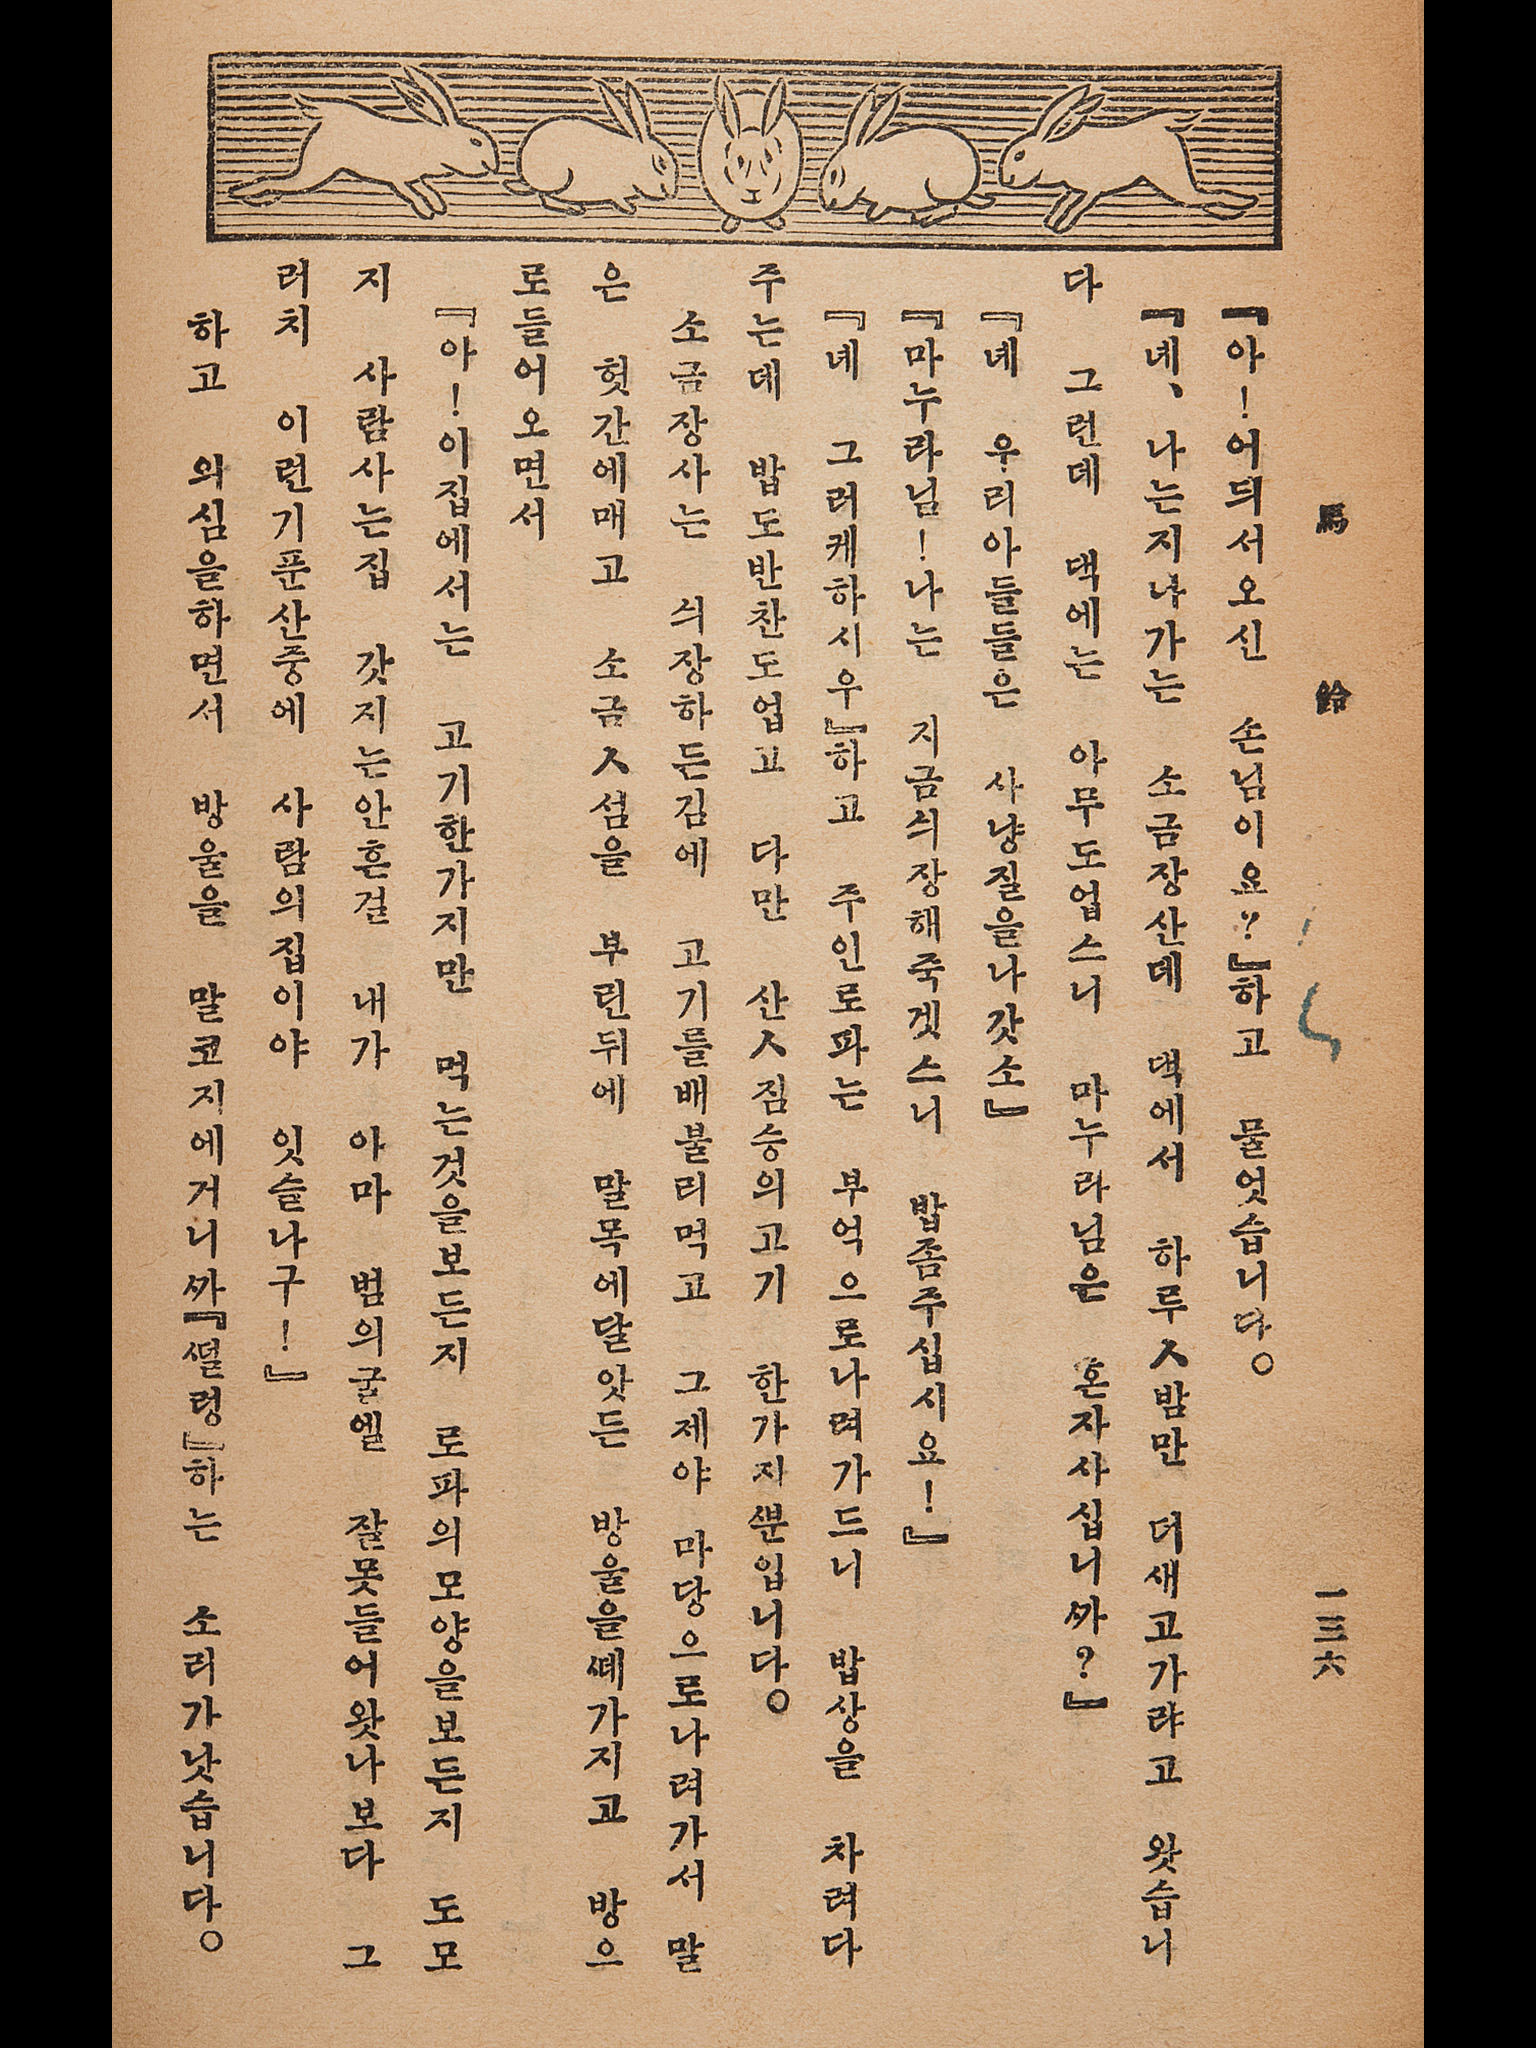 馬鈴 一三六
『아!어듸서오신 손님이요?』하고 물엇습니다。
『녜、나는지나가는 소금장산데 댁에서 하루ㅅ밤만 더새고가랴고 왓습니
다 그런데 댁에는 아무도업스니 마누라님은 혼자사십니까?』
『녜 우리아들들은 사냥질을나갓소』
『마누라님!나는 지금싀장해죽겟스니 밥좀주십시요!』
『녜 그러케하시우』하고 주인로파는 부억으로나려가드니 밥상을 차려다
주는데 밥도반찬도업고 다만 산ㅅ짐승의고기 한가지ᄲᅮᆫ입니다。
소금장사는 싀장하든김에 고기를배불리먹고 그제야 마당으로나려가서 말
은 헛간에매고 소금ㅅ섬을 부린뒤에 말목에달앗든 방울을ᄯᅦ가지고 방으
로들어오면서
『아!이집에서는 고기한가지만 먹는것을보든지 로파의모양을보든지 도모
지 사람사는집 갓지는안흔걸 내가 아마 범의굴엘 잘못들어왓나보다 그
러치 이런기푼산중에 사람의집이야 잇슬나구!』
하고 의심을하면서 방울을 말코지에거니ᄭᅡ『ᄯᅥᆯ렁』하는 소리가낫습니다。